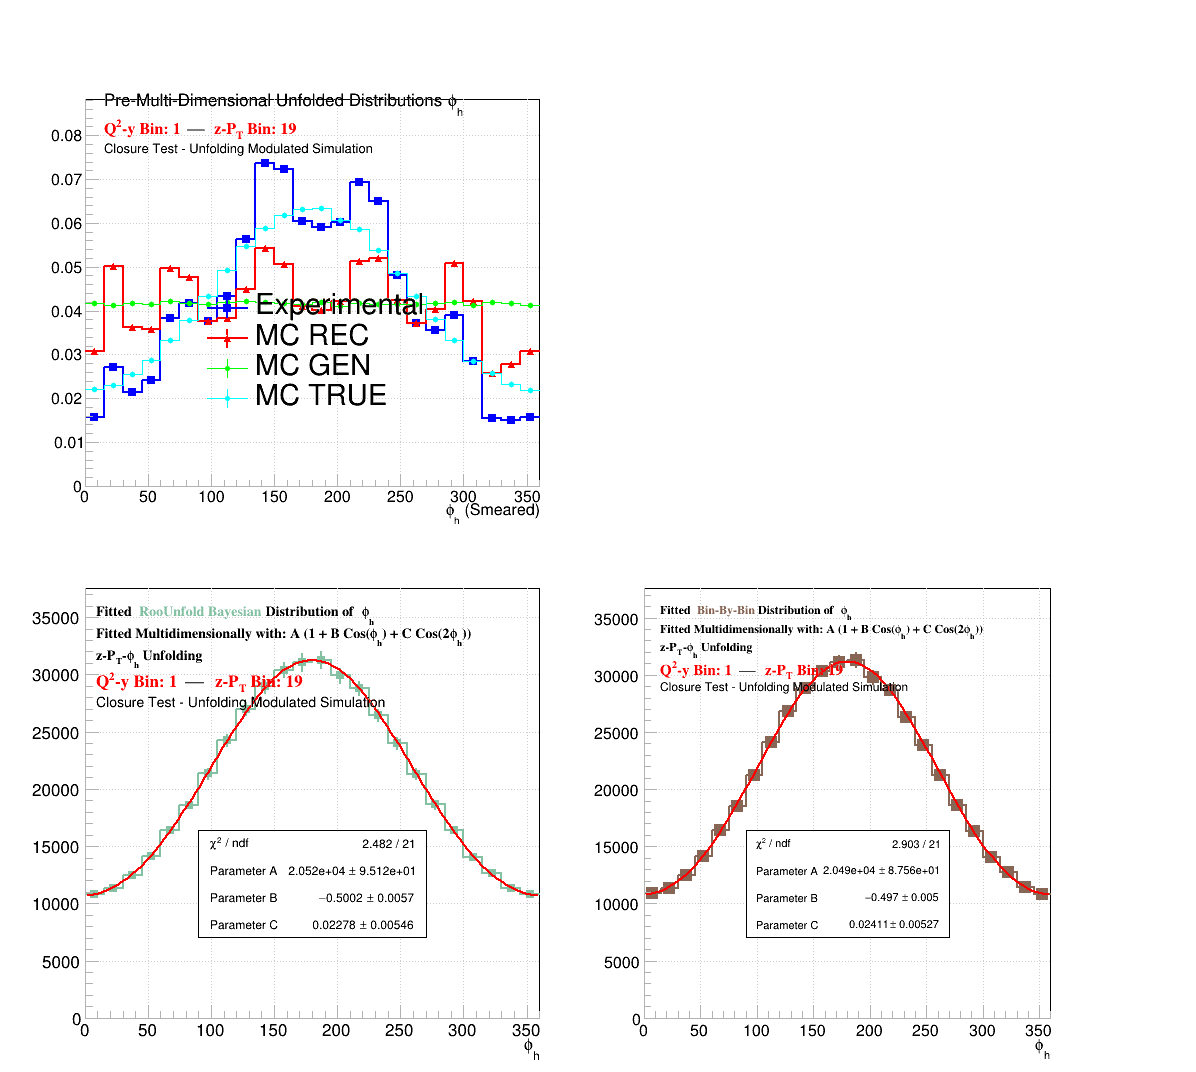 Pre-Multi-Dimensional Unfolded Distributions ϕh
Q2-y Bin: 1 — z-PT Bin: 19
Closure Test - Unfolding Modulated Simulation
0.08
0.07
0.06
0.05
0.04
0.03
0.02
0.01
0
Experimental
MC REC
MC GEN
MC TRUE
0 50 100 150 200 250 300 350
ϕh (Smeared)
Fitted RooUnfold Bayesian Distribution of ϕh
Fitted Multidimensionally with: A (1 + B Cos(ϕh) + C Cos(2ϕh))
z-PT-ϕh Unfolding
Q2-y Bin: 1 — z-PT Bin: 19
Closure Test - Unfolding Modulated Simulation
35000
30000
25000
20000
15000
10000
5000
0
χ2 / ndf 2.482 / 21
Parameter A 2.052e+04 ± 9.512e+01
Parameter B −0.5002 ± 0.0057
Parameter C 0.02278 ± 0.00546
0 50 100 150 200 250 300 350
ϕh
Fitted Bin-By-Bin Distribution of ϕh
Fitted Multidimensionally with: A (1 + B Cos(ϕh) + C Cos(2ϕh))
z-PT-ϕh Unfolding
Q2-y Bin: 1 — z-PT Bin: 19
Closure Test - Unfolding Modulated Simulation
35000
30000
25000
20000
15000
10000
5000
0
χ2 / ndf 2.903 / 21
Parameter A 2.049e+04 ± 8.756e+01
Parameter B −0.497 ± 0.005
Parameter C 0.02411 ± 0.00527
0 50 100 150 200 250 300 350
ϕh